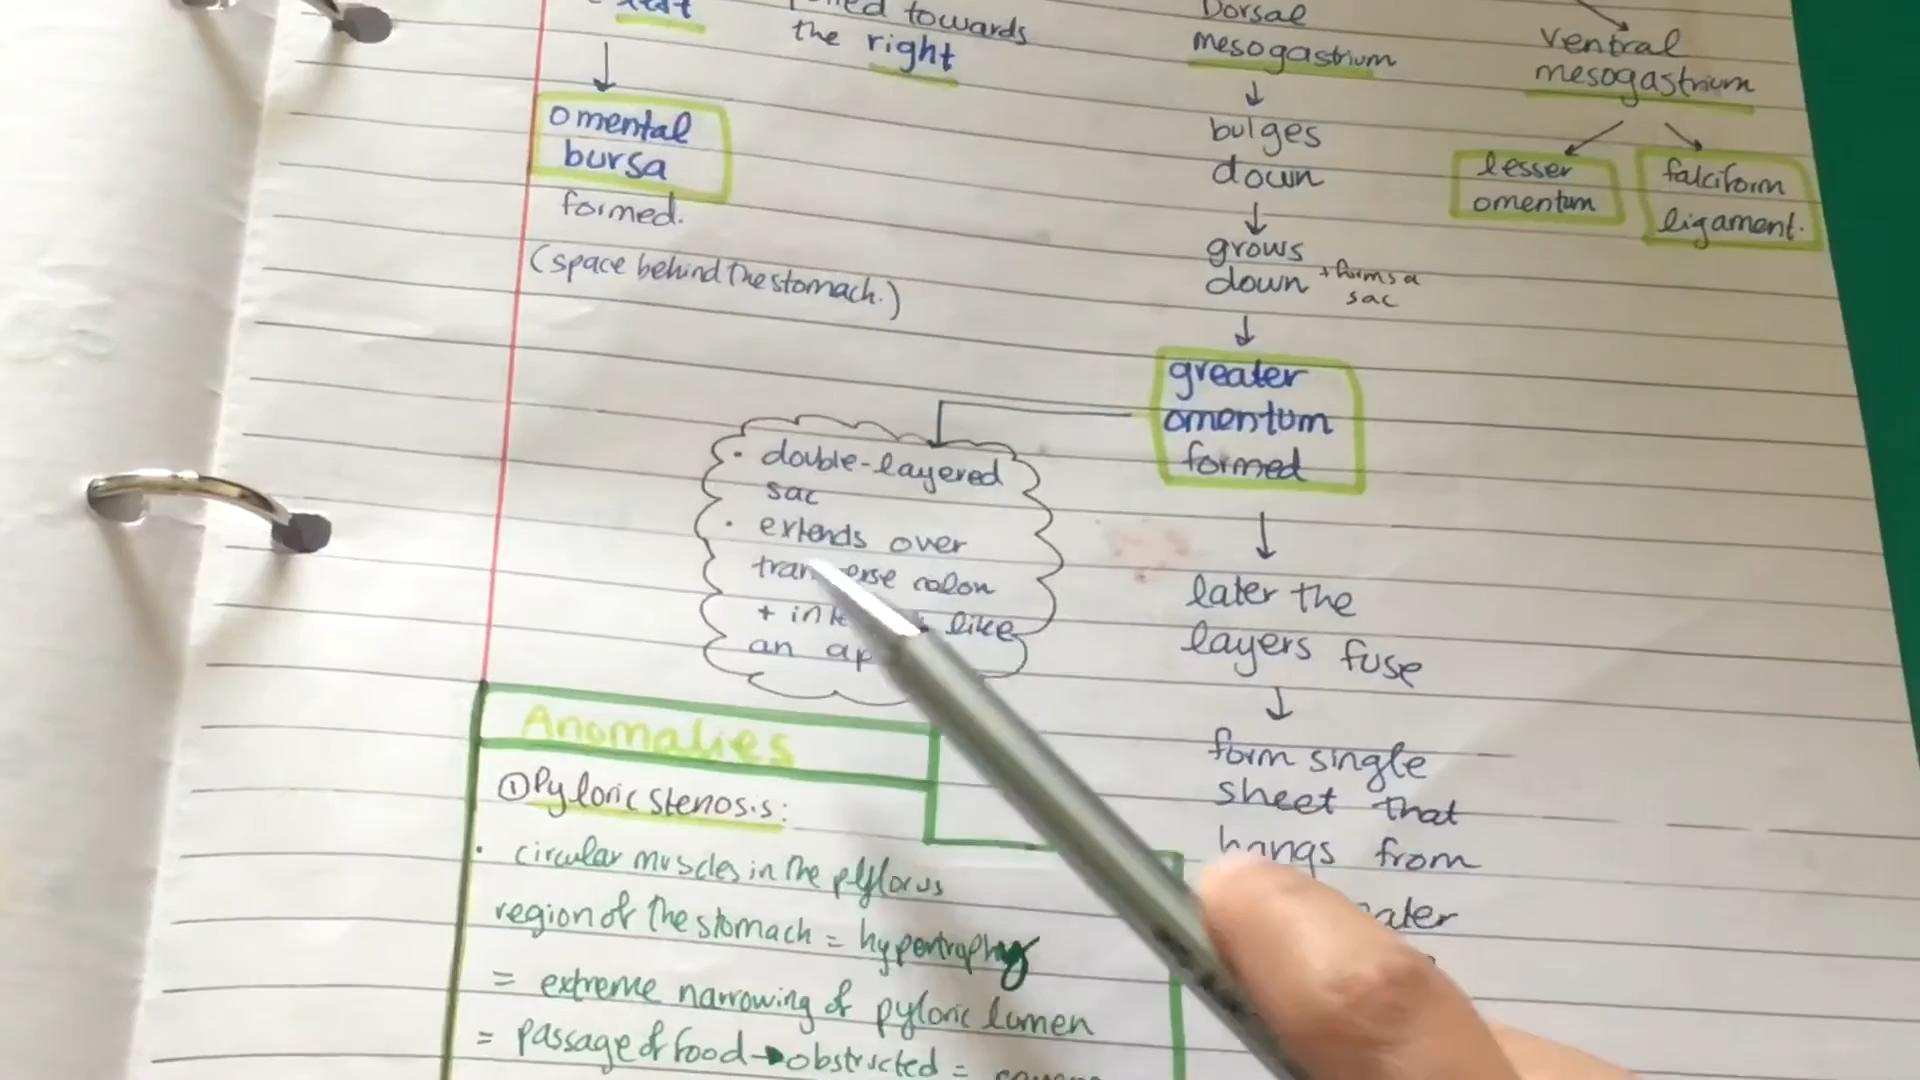 the right
omental
bursa
formed.
(space behind the stomach.)
Dorsal
mesogastrium
bulges
down
grows
down + forms a
sac
greater
omentum
formed
later the
layers fuse
form single
sheet that
hangs from
ventral
mesogastrium
lesser
omentum
falciform
ligament.
towards
• double-layered
sac
• extends over
colon
+ like
an
Anomalies
① Pyloric stenosis:
• circular muscles in the pylorus
region of the stomach = hypertrophy
= extreme narrowing of pyloric lumen
= passage of food → obstructed =